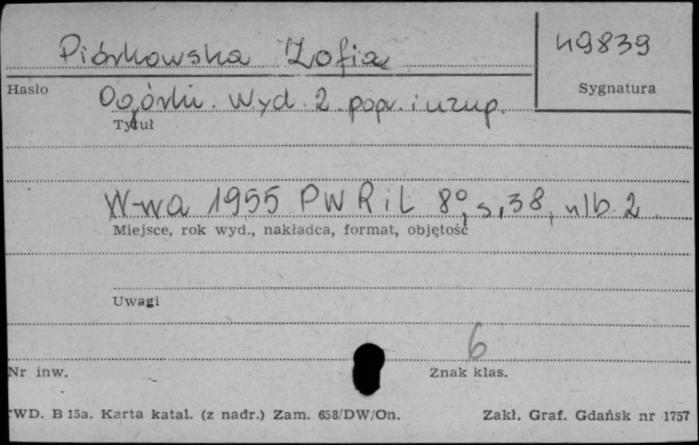 Piórkowska Zofia
49839
Hasło
Sygnatura
Ogórki. Wyd. 2. popr. i uzup.
Tytuł
W-wa 1955 PWRiL 8°, s. 38, nlb. 2.
Miejsce, rok wyd., nakładca, format, objętość
Uwagi
6
Nr inw.
Znak klas.
WD. B 15a. Karta katal. (z nadr.) Zam. 658/DW/On.
Zakł. Graf. Gdańsk nr 1757